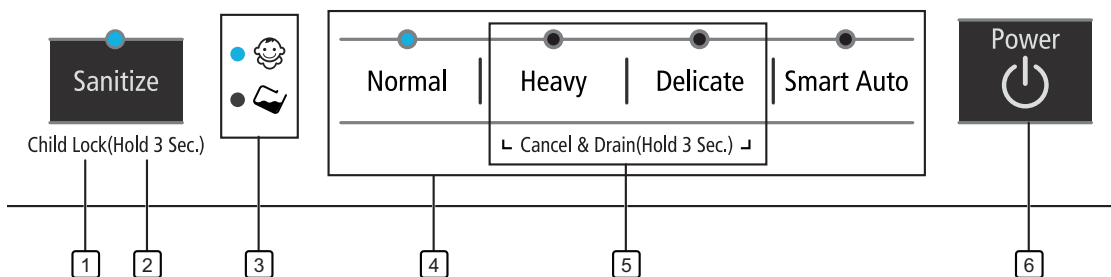 Sanitize
Child Lock(Hold 3 Sec.)
Normal
Heavy
Delicate
Smart Auto
Cancel & Drain(Hold 3 Sec.)
Power
1
2
3
4
5
6